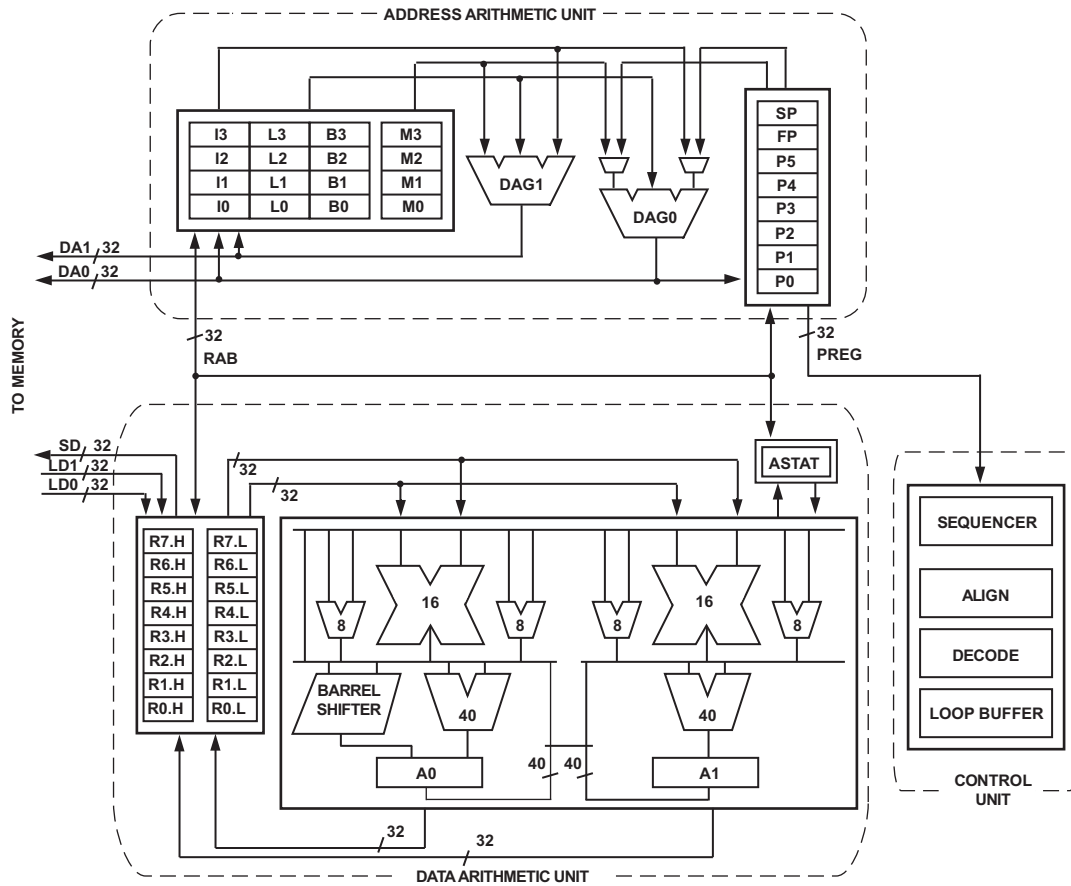 ADDRESS ARITHMETIC UNIT
I3 L3 B3 M3
I2 L2 B2 M2
I1 L1 B1 M1
I0 L0 B0 M0
DAG1
DAG0
SP
FP
P5
P4
P3
P2
P1
P0
DA1 32
DA0 32
32
RAB
32
PREG
TO MEMORY
SD 32
LD1 32
LD0 32
32
32
ASTAT
R7.H R7.L
R6.H R6.L
R5.H R5.L
R4.H R4.L
R3.H R3.L
R2.H R2.L
R1.H R1.L
R0.H R0.L
8 16 8 8 16 8
BARREL
SHIFTER
40 40
40 40
A0 A1
32
32
DATA ARITHMETIC UNIT
SEQUENCER
ALIGN
DECODE
LOOP BUFFER
CONTROL
UNIT